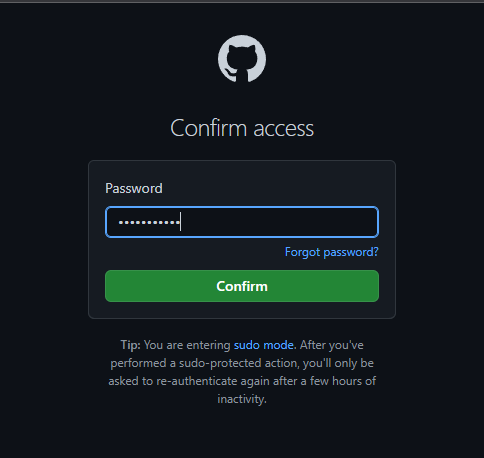 Confirm access
Password
•••••••••••
Forgot password?
Confirm
Tip: You are entering sudo mode. After you've
performed a sudo-protected action, you'll only be
asked to re-authenticate again after a few hours of
inactivity.